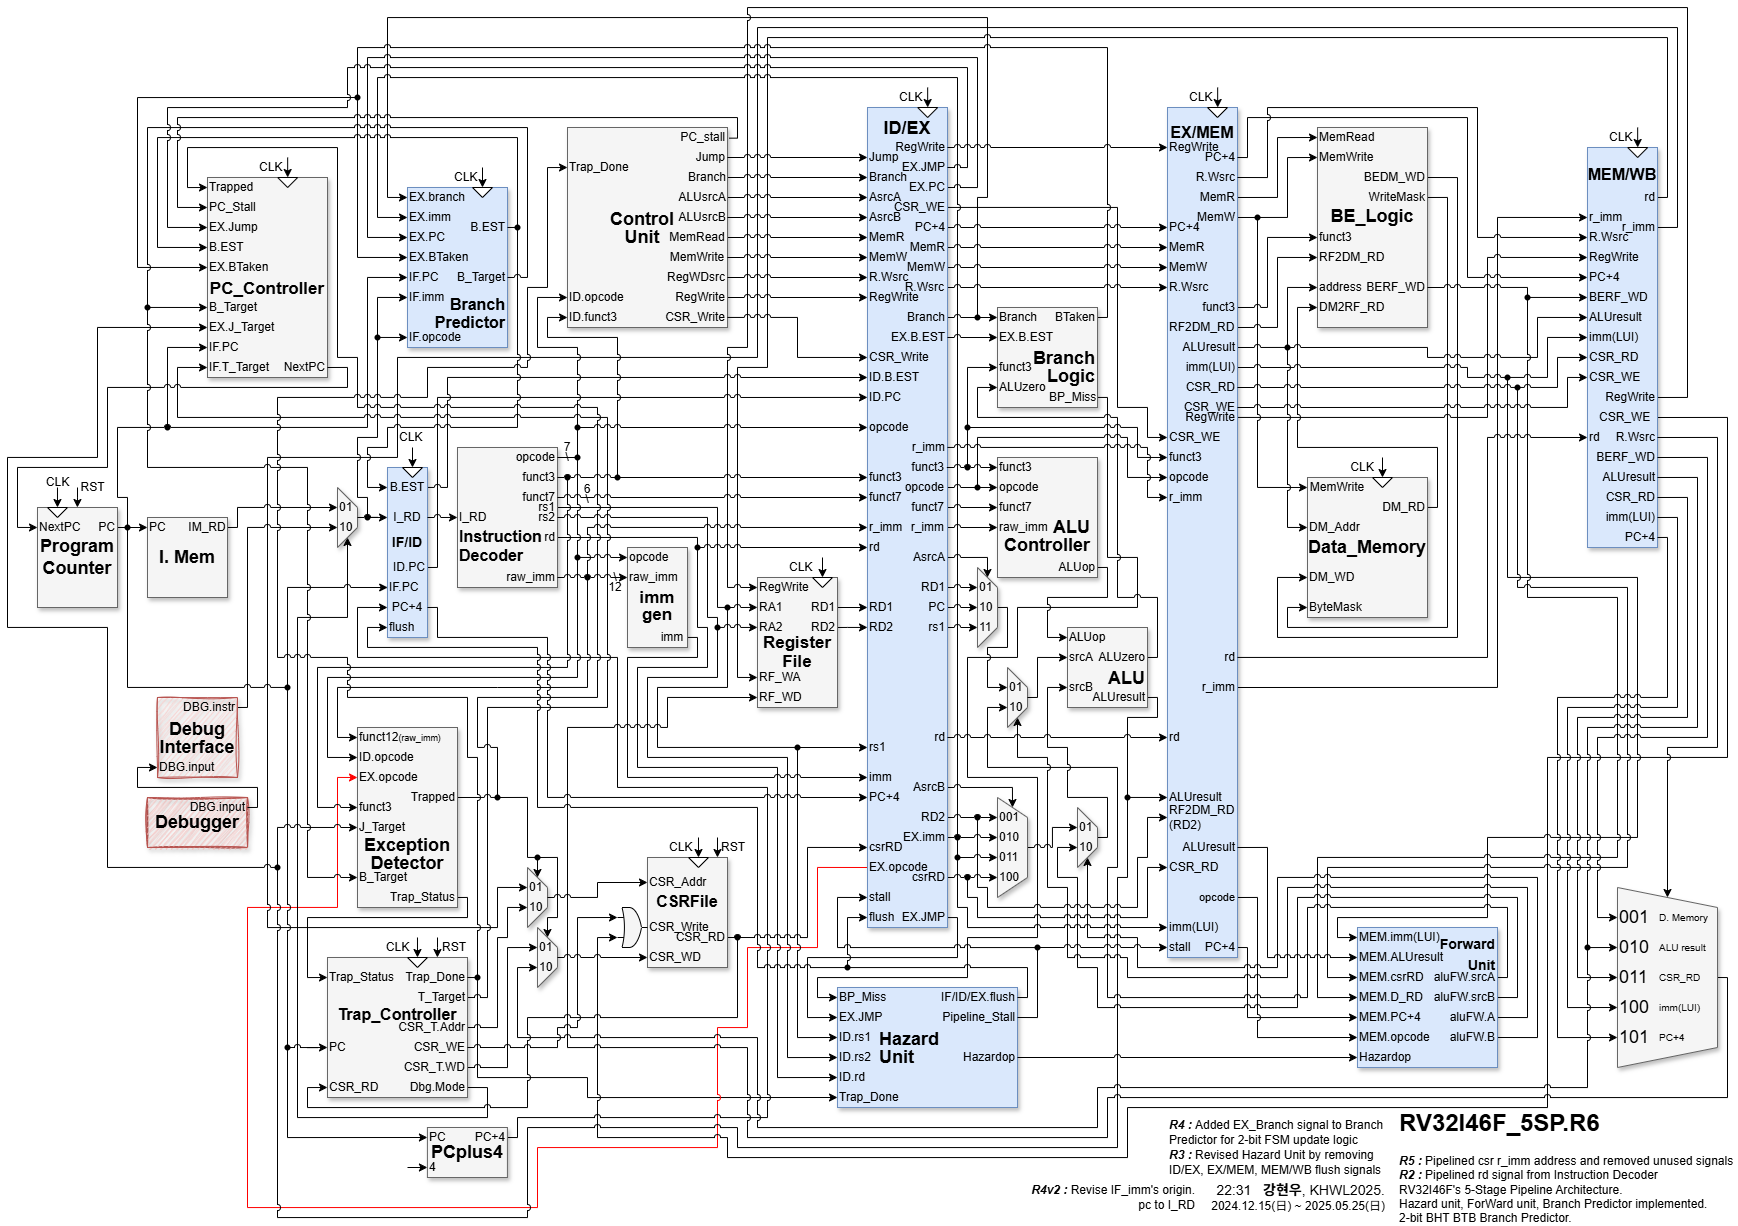 CLK
Trapped
PC_Stall
EX.Jump
B.EST
EX.BTaken
PC_Controller
B_Target
EX.J_Target
IF.PC
IF.T_Target NextPC
CLK
EX.branch
EX.imm
B.EST
EX.PC
EX.BTaken
IF.PC B_Target
IF.imm
Branch
Predictor
IF.opcode
PC_stall
Jump
Trap_Done
Branch
ALUsrcA
Control
Unit
ALUsrcB
MemRead
MemWrite
RegWDsrc
ID.opcode RegWrite
ID.funct3 CSR_Write
CLK
ID/EX
RegWrite
Jump
EX.JMP
Branch
EX.PC
AsrcA
CSR_WE
AsrcB
PC+4
MemR
MemR
MemW
MemW
R.Wsrc
R.Wsrc
RegWrite
Branch
EX.B.EST
CSR_Write
ID.B.EST
ID.PC
opcode
r_imm
funct3
funct3
opcode
funct7
funct7
r_imm
r_imm
rd
AsrcA
RD1
RD1
PC
RD2
rs1
rd
rs1
imm
AsrcB
PC+4
RD2
EX.imm
csrRD
EX.opcode
csrRD
stall
flush EX.JMP
Branch BTaken
EX.B.EST
Branch
Logic
funct3
ALUzero
BP_Miss
funct3
opcode
funct7
raw_imm ALU
Controller
ALUop
01
10
11
01
10
ALUop
srcA ALUzero
ALU
srcB
ALUresult
001
010
011
100
01
10
CLK
EX/MEM
RegWrite
PC+4
R.Wsrc
MemR
MemW
PC+4
MemR
MemW
R.Wsrc
funct3
RF2DM_RD
ALUresult
imm(LUI)
CSR_RD
CSR_WE
RegWrite
CSR_WE
funct3
opcode
r_imm
rd
r_imm
rd
ALUresult
RF2DM_RD
(RD2)
ALUresult
CSR_RD
opcode
imm(LUI)
stall PC+4
MemRead
MemWrite
BEDM_WD
WriteMask
BE_Logic
funct3
RF2DM_RD
address BERF_WD
DM2RF_RD
CLK
MemWrite
DM_RD
DM_Addr
Data_Memory
DM_WD
ByteMask
CLK
MEM/WB
rd
r_imm
r_imm
R.Wsrc
RegWrite
PC+4
BERF_WD
ALUresult
imm(LUI)
CSR_RD
CSR_WE
RegWrite
CSR_WE
rd R.Wsrc
BERF_WD
ALUresult
CSR_RD
imm(LUI)
PC+4
CLK RST
NextPC PC
Program
Counter
PC IM_RD
I. Mem
01
10
CLK
B.EST
I_RD
IF/ID
ID.PC
IF.PC
PC+4
flush
opcode
7
funct3
funct7
6
rs1
rs2
I_RD
Instruction
Decoder
rd
raw_imm
12
opcode
raw_imm
imm
gen
imm
CLK
RegWrite
RA1 RD1
RA2 RD2
Register
File
RF_WA
RF_WD
DBG.instr
Debug
Interface
DBG.input
DBG.input
Debugger
funct12(raw_imm)
ID.opcode
EX.opcode
Trapped
funct3
J_Target
Exception
Detector
B_Target
Trap_Status
01
10
01
10
CLK RST
CSR_Addr
CSRFile
CSR_Write
CSR_RD
CSR_WD
CLK RST
Trap_Status Trap_Done
T_Target
Trap_Controller
CSR_T.Addr
PC CSR_WE
CSR_T.WD
CSR_RD Dbg.Mode
PC PC+4
PCplus4
4
BP_Miss IF/ID/EX.flush
EX.JMP Pipeline_Stall
Hazard
Unit
ID.rs1
ID.rs2 Hazardop
ID.rd
Trap_Done
MEM.imm(LUI) Forward
Unit
MEM.ALUresult
MEM.csrRD aluFW.srcA
MEM.D_RD aluFW.srcB
MEM.PC+4 aluFW.A
MEM.opcode aluFW.B
Hazardop
001 D. Memory
010 ALU result
011 CSR_RD
100 imm(LUI)
101 PC+4
R4 : Added EX_Branch signal to Branch
Predictor for 2-bit FSM update logic
R3 : Revised Hazard Unit by removing
ID/EX, EX/MEM, MEM/WB flush signals
R4v2 : Revise IF_imm's origin.
pc to I_RD
22:31 강현우, KHWL2025.
2024.12.15(日) ~ 2025.05.25(日)
RV32I46F_5SP.R6
R5 : Pipelined csr r_imm address and removed unused signals
R2 : Pipelined rd signal from Instruction Decoder
RV32I46F's 5-Stage Pipeline Architecture.
Hazard unit, ForWard unit, Branch Predictor implemented.
2-bit BHT BTB Branch Predictor.